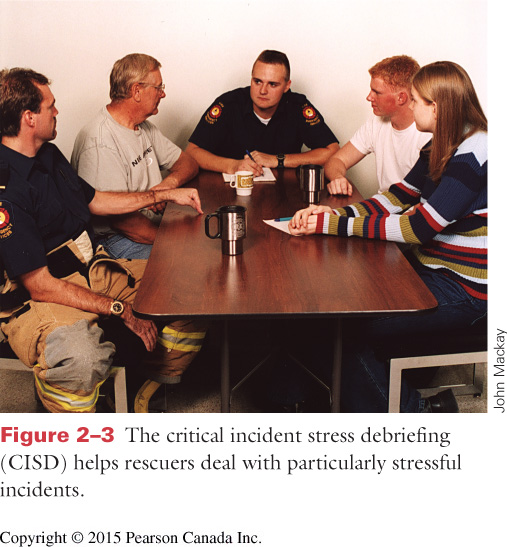 John Mackay
Figure 2–3 The critical incident stress debriefing
(CISD) helps rescuers deal with particularly stressful
incidents.
Copyright © 2015 Pearson Canada Inc.